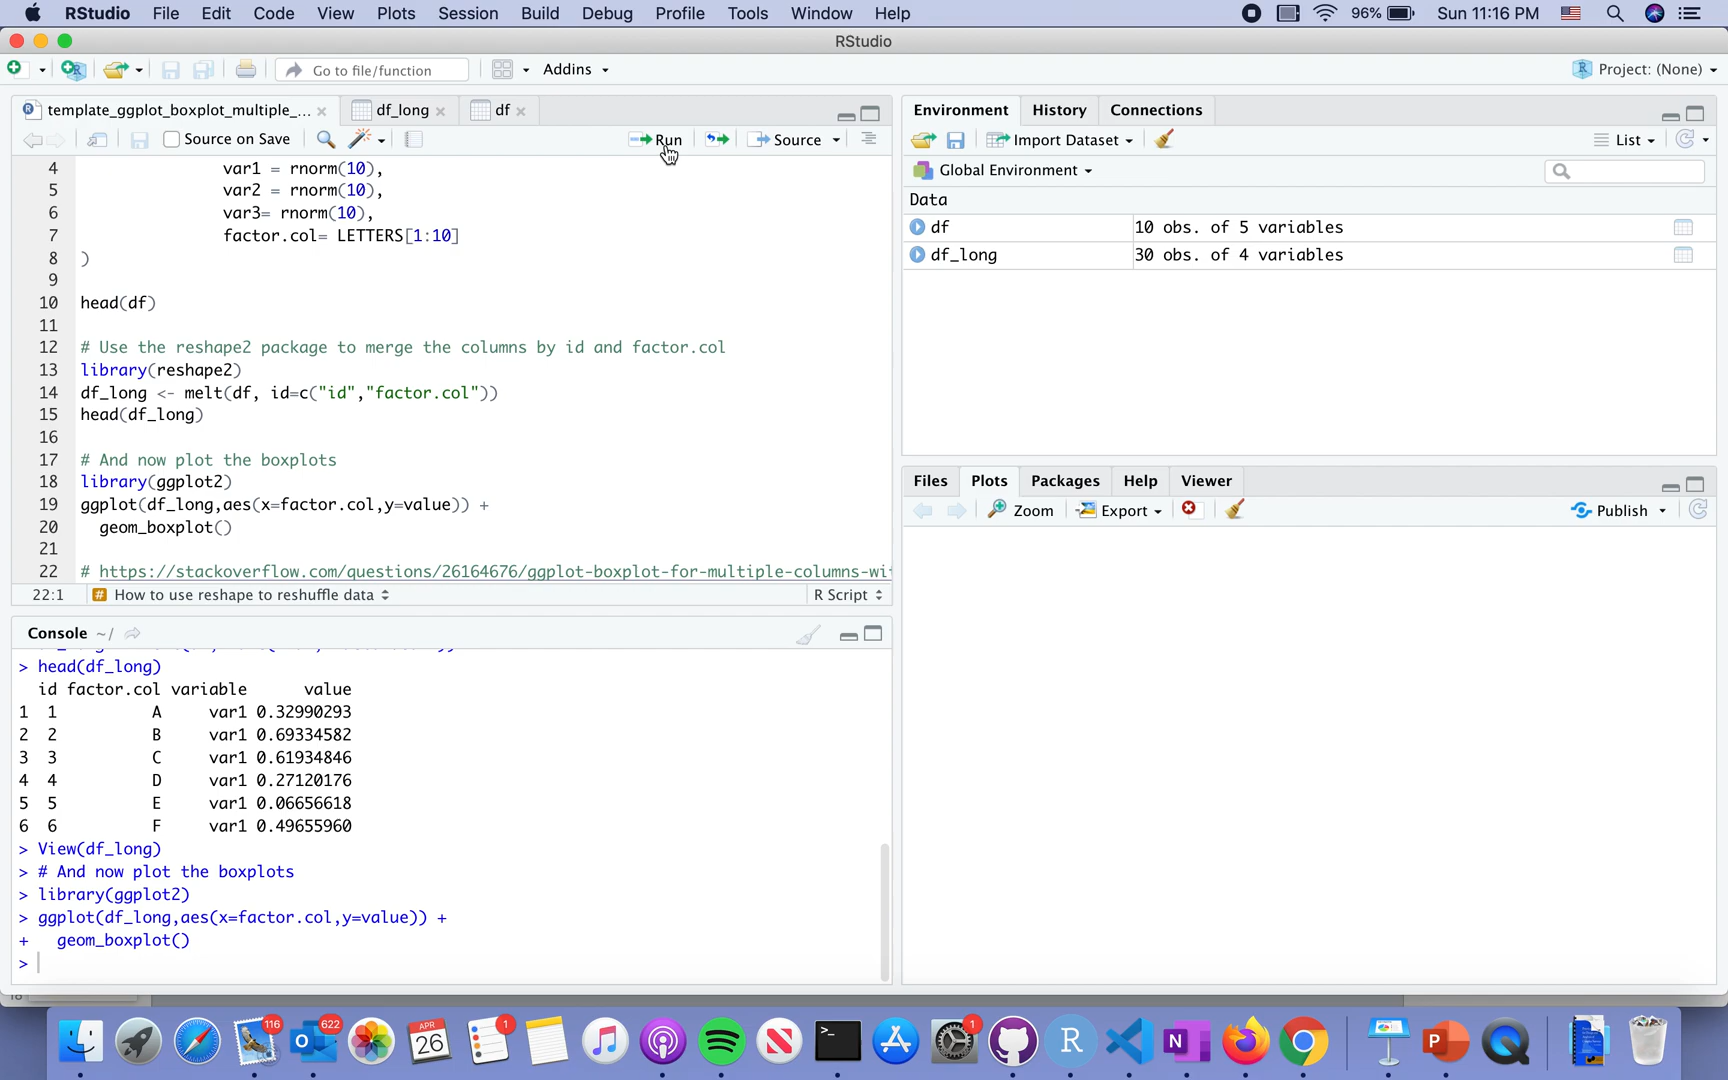 RStudio File Edit Code View Plots Session Build Debug Profile Tools Window Help 96% Sun 11:16 PM
RStudio
Go to file/function Addins Project: (None)
template_ggplot_boxplot_multiple_... df_long df
Source on Save Run Source
4 var1 = rnorm(10),
5 var2 = rnorm(10),
6 var3= rnorm(10),
7 factor.col= LETTERS[1:10]
8 )
9
10 head(df)
11
12 # Use the reshape2 package to merge the columns by id and factor.col
13 library(reshape2)
14 df_long <- melt(df, id=c("id","factor.col"))
15 head(df_long)
16
17 # And now plot the boxplots
18 library(ggplot2)
19 ggplot(df_long,aes(x=factor.col,y=value)) +
20 geom_boxplot()
21
22 # https://stackoverflow.com/questions/26164676/ggplot-boxplot-for-multiple-columns-wi
22:1 # How to use reshape to reshuffle data R Script
Console ~/
> head(df_long)
id factor.col variable value
1 1 A var1 0.32990293
2 2 B var1 0.69334582
3 3 C var1 0.61934846
4 4 D var1 0.27120176
5 5 E var1 0.06656618
6 6 F var1 0.49655960
> View(df_long)
> # And now plot the boxplots
> library(ggplot2)
> ggplot(df_long,aes(x=factor.col,y=value)) +
+ geom_boxplot()
>
Environment History Connections
Import Dataset List
Global Environment
Data
df 10 obs. of 5 variables
df_long 30 obs. of 4 variables
Files Plots Packages Help Viewer
Zoom Export Publish
116 622 APR 26 1 1